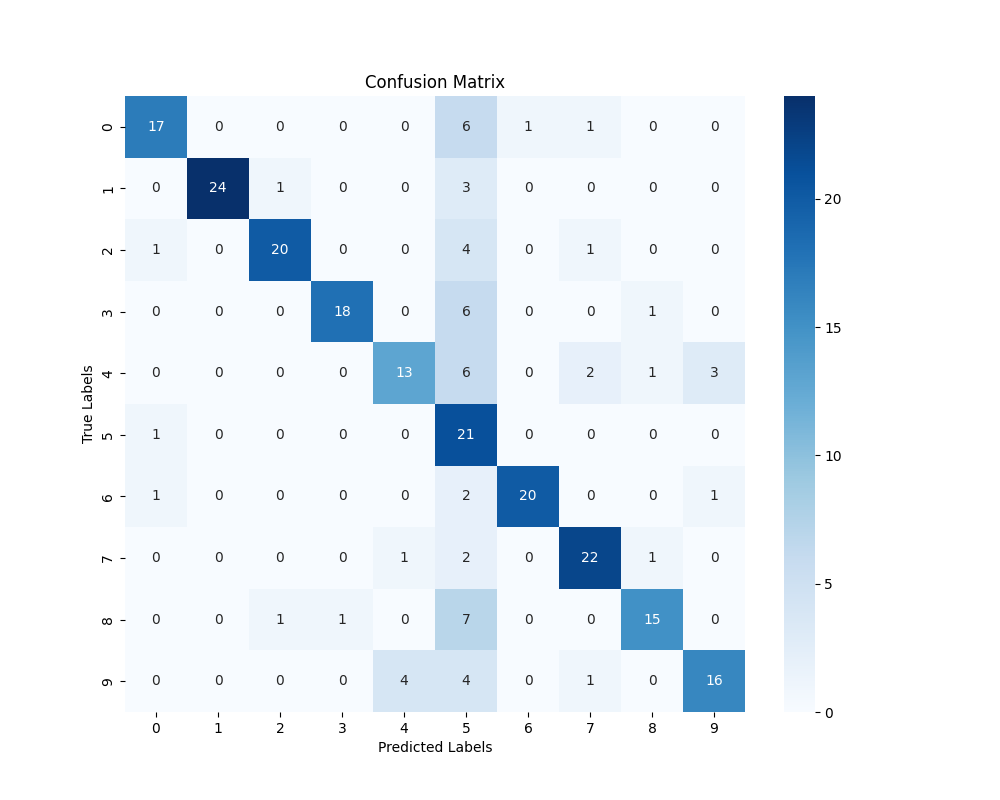 Confusion Matrix
0 17 0 0 0 0 6 1 1 0 0
1 0 24 1 0 0 3 0 0 0 0
2 1 0 20 0 0 4 0 1 0 0
3 0 0 0 18 0 6 0 0 1 0
4 0 0 0 0 13 6 0 2 1 3
5 1 0 0 0 0 21 0 0 0 0
6 1 0 0 0 0 2 20 0 0 1
7 0 0 0 0 1 2 0 22 1 0
8 0 0 1 1 0 7 0 0 15 0
9 0 0 0 0 4 4 0 1 0 16
0 1 2 3 4 5 6 7 8 9
Predicted Labels
True Labels
20
15
10
5
0